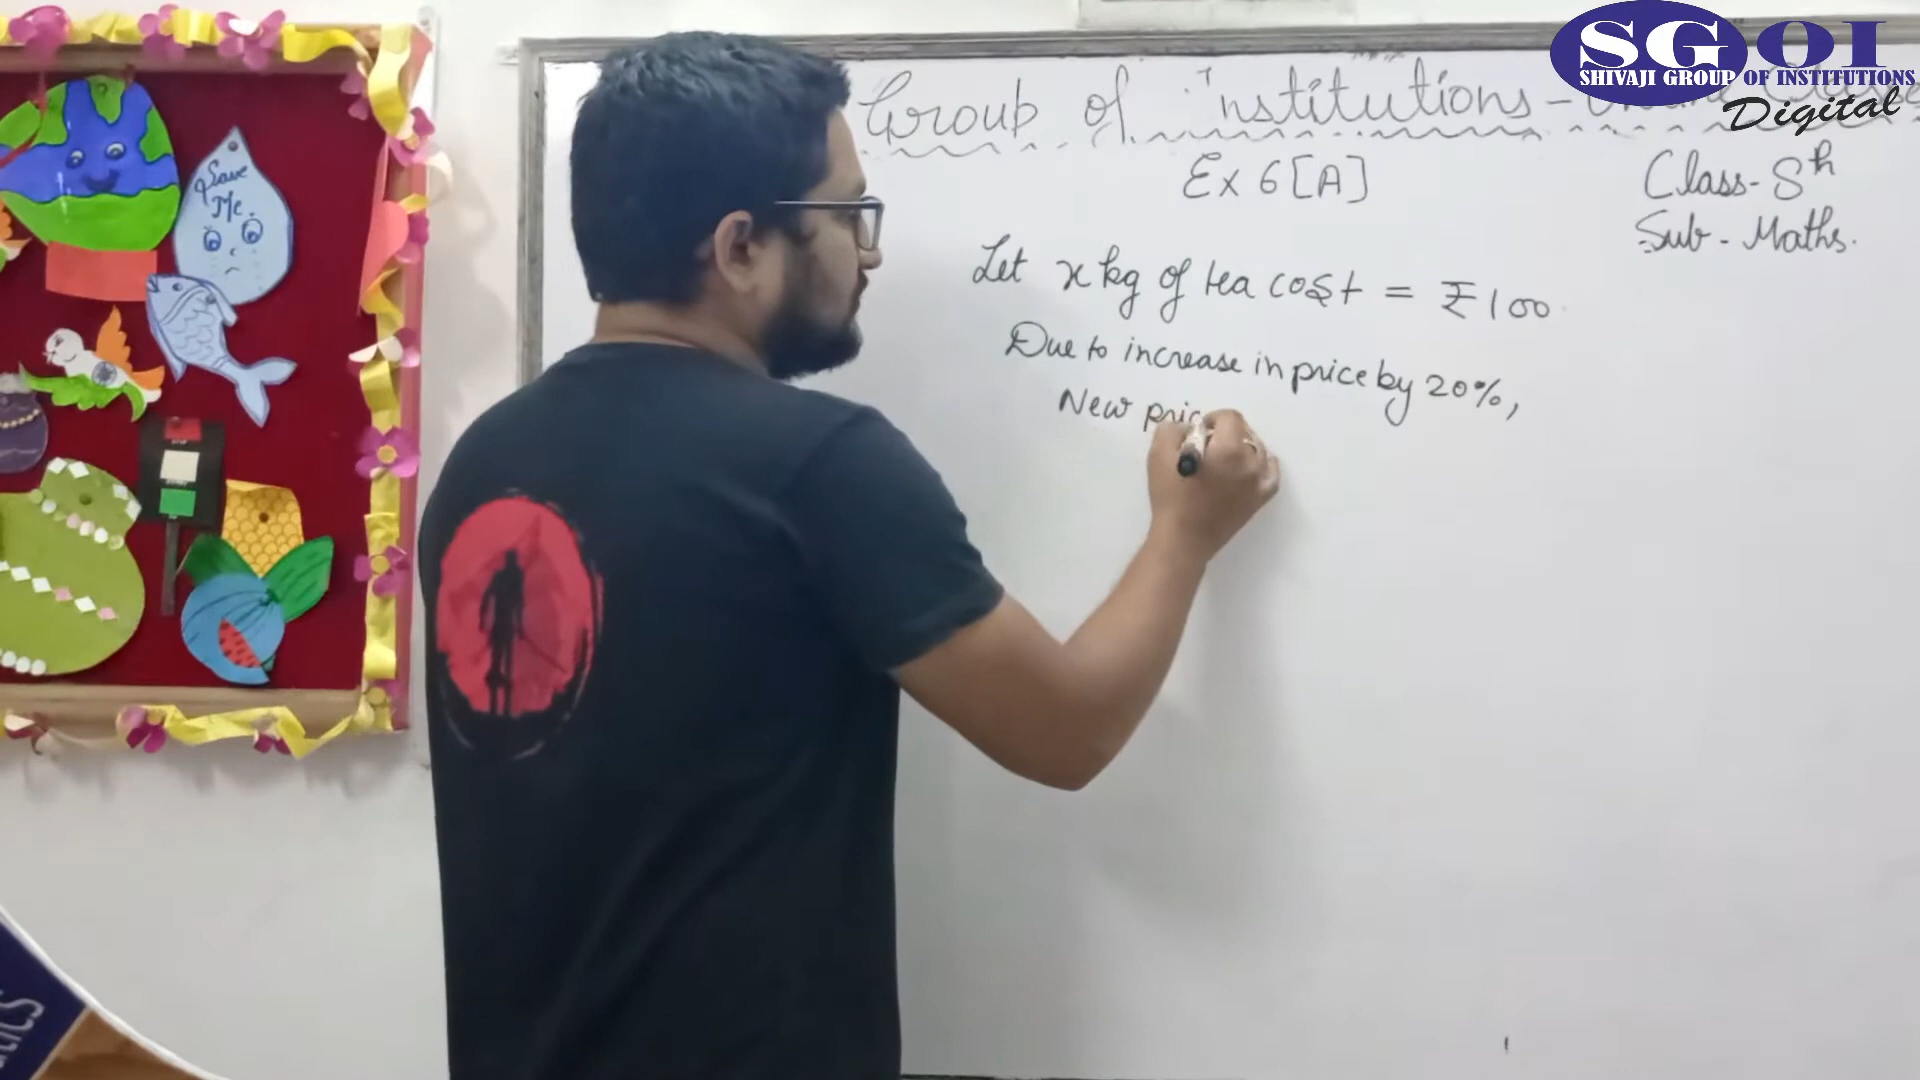 SGOI
SHIVAJI GROUP OF INSTITUTIONS
Digital
Group of Institutions -
Ex 6[A]
Class - 8th
Sub - Maths.
Let x kg of tea cost = ₹100
Due to increase in price by 20%,
New pric
Save
Me.